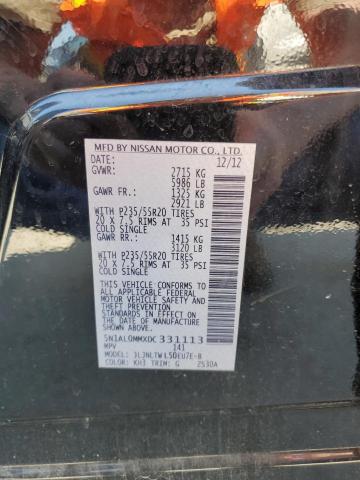 MFD BY NISSAN MOTOR CO., LTD.
DATE: 12/12
GVWR: 2715 KG
5986 LB
GAWR FR.: 1325 KG
2921 LB
WITH P235/55R20 TIRES
20 X 7.5 RIMS AT 35 PSI
COLD SINGLE
GAWR RR.: 1415 KG
3120 LB
WITH P235/55R20 TIRES
20 X 7.5 RIMS AT 35 PSI
COLD SINGLE
THIS VEHICLE CONFORMS TO ALL
APPLICABLE FEDERAL MOTOR
VEHICLE SAFETY AND THEFT
PREVENTION STANDARDS
IN EFFECT ON THE DATE OF
MANUFACTURE SHOWN ABOVE.
5N1AL0MMXDC331113
MPV 141
MODEL: JLJNLTWL50EU7E-B
COLOR: KH3 TRIM: G 2530A